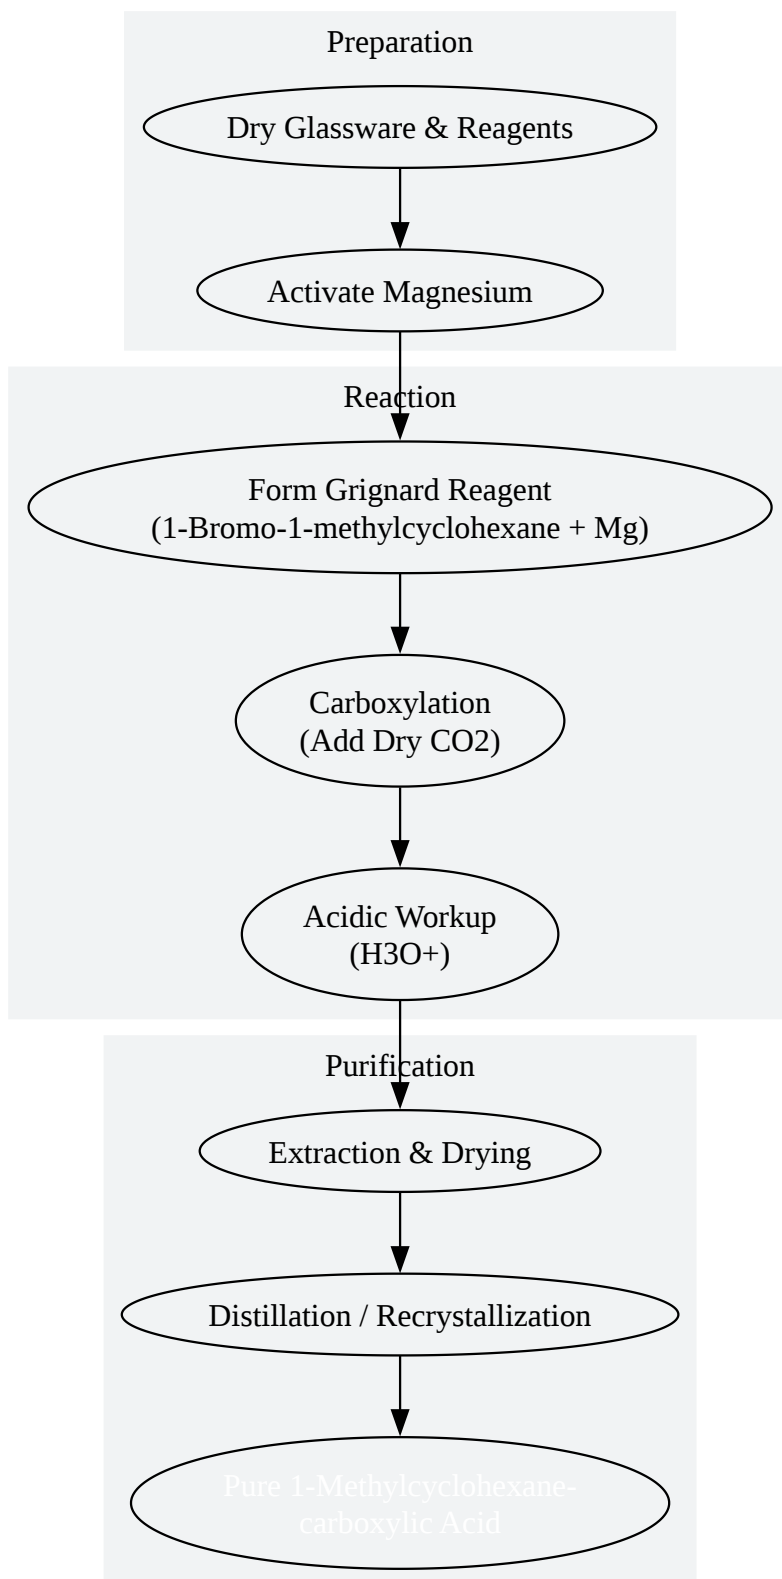 Preparation
Dry Glassware & Reagents
Activate Magnesium
Reaction
Form Grignard Reagent
(1-Bromo-1-methylcyclohexane + Mg)
Carboxylation
(Add Dry CO2)
Acidic Workup
(H3O+)
Purification
Extraction & Drying
Distillation / Recrystallization
Pure 1-Methylcyclohexane-
carboxylic Acid